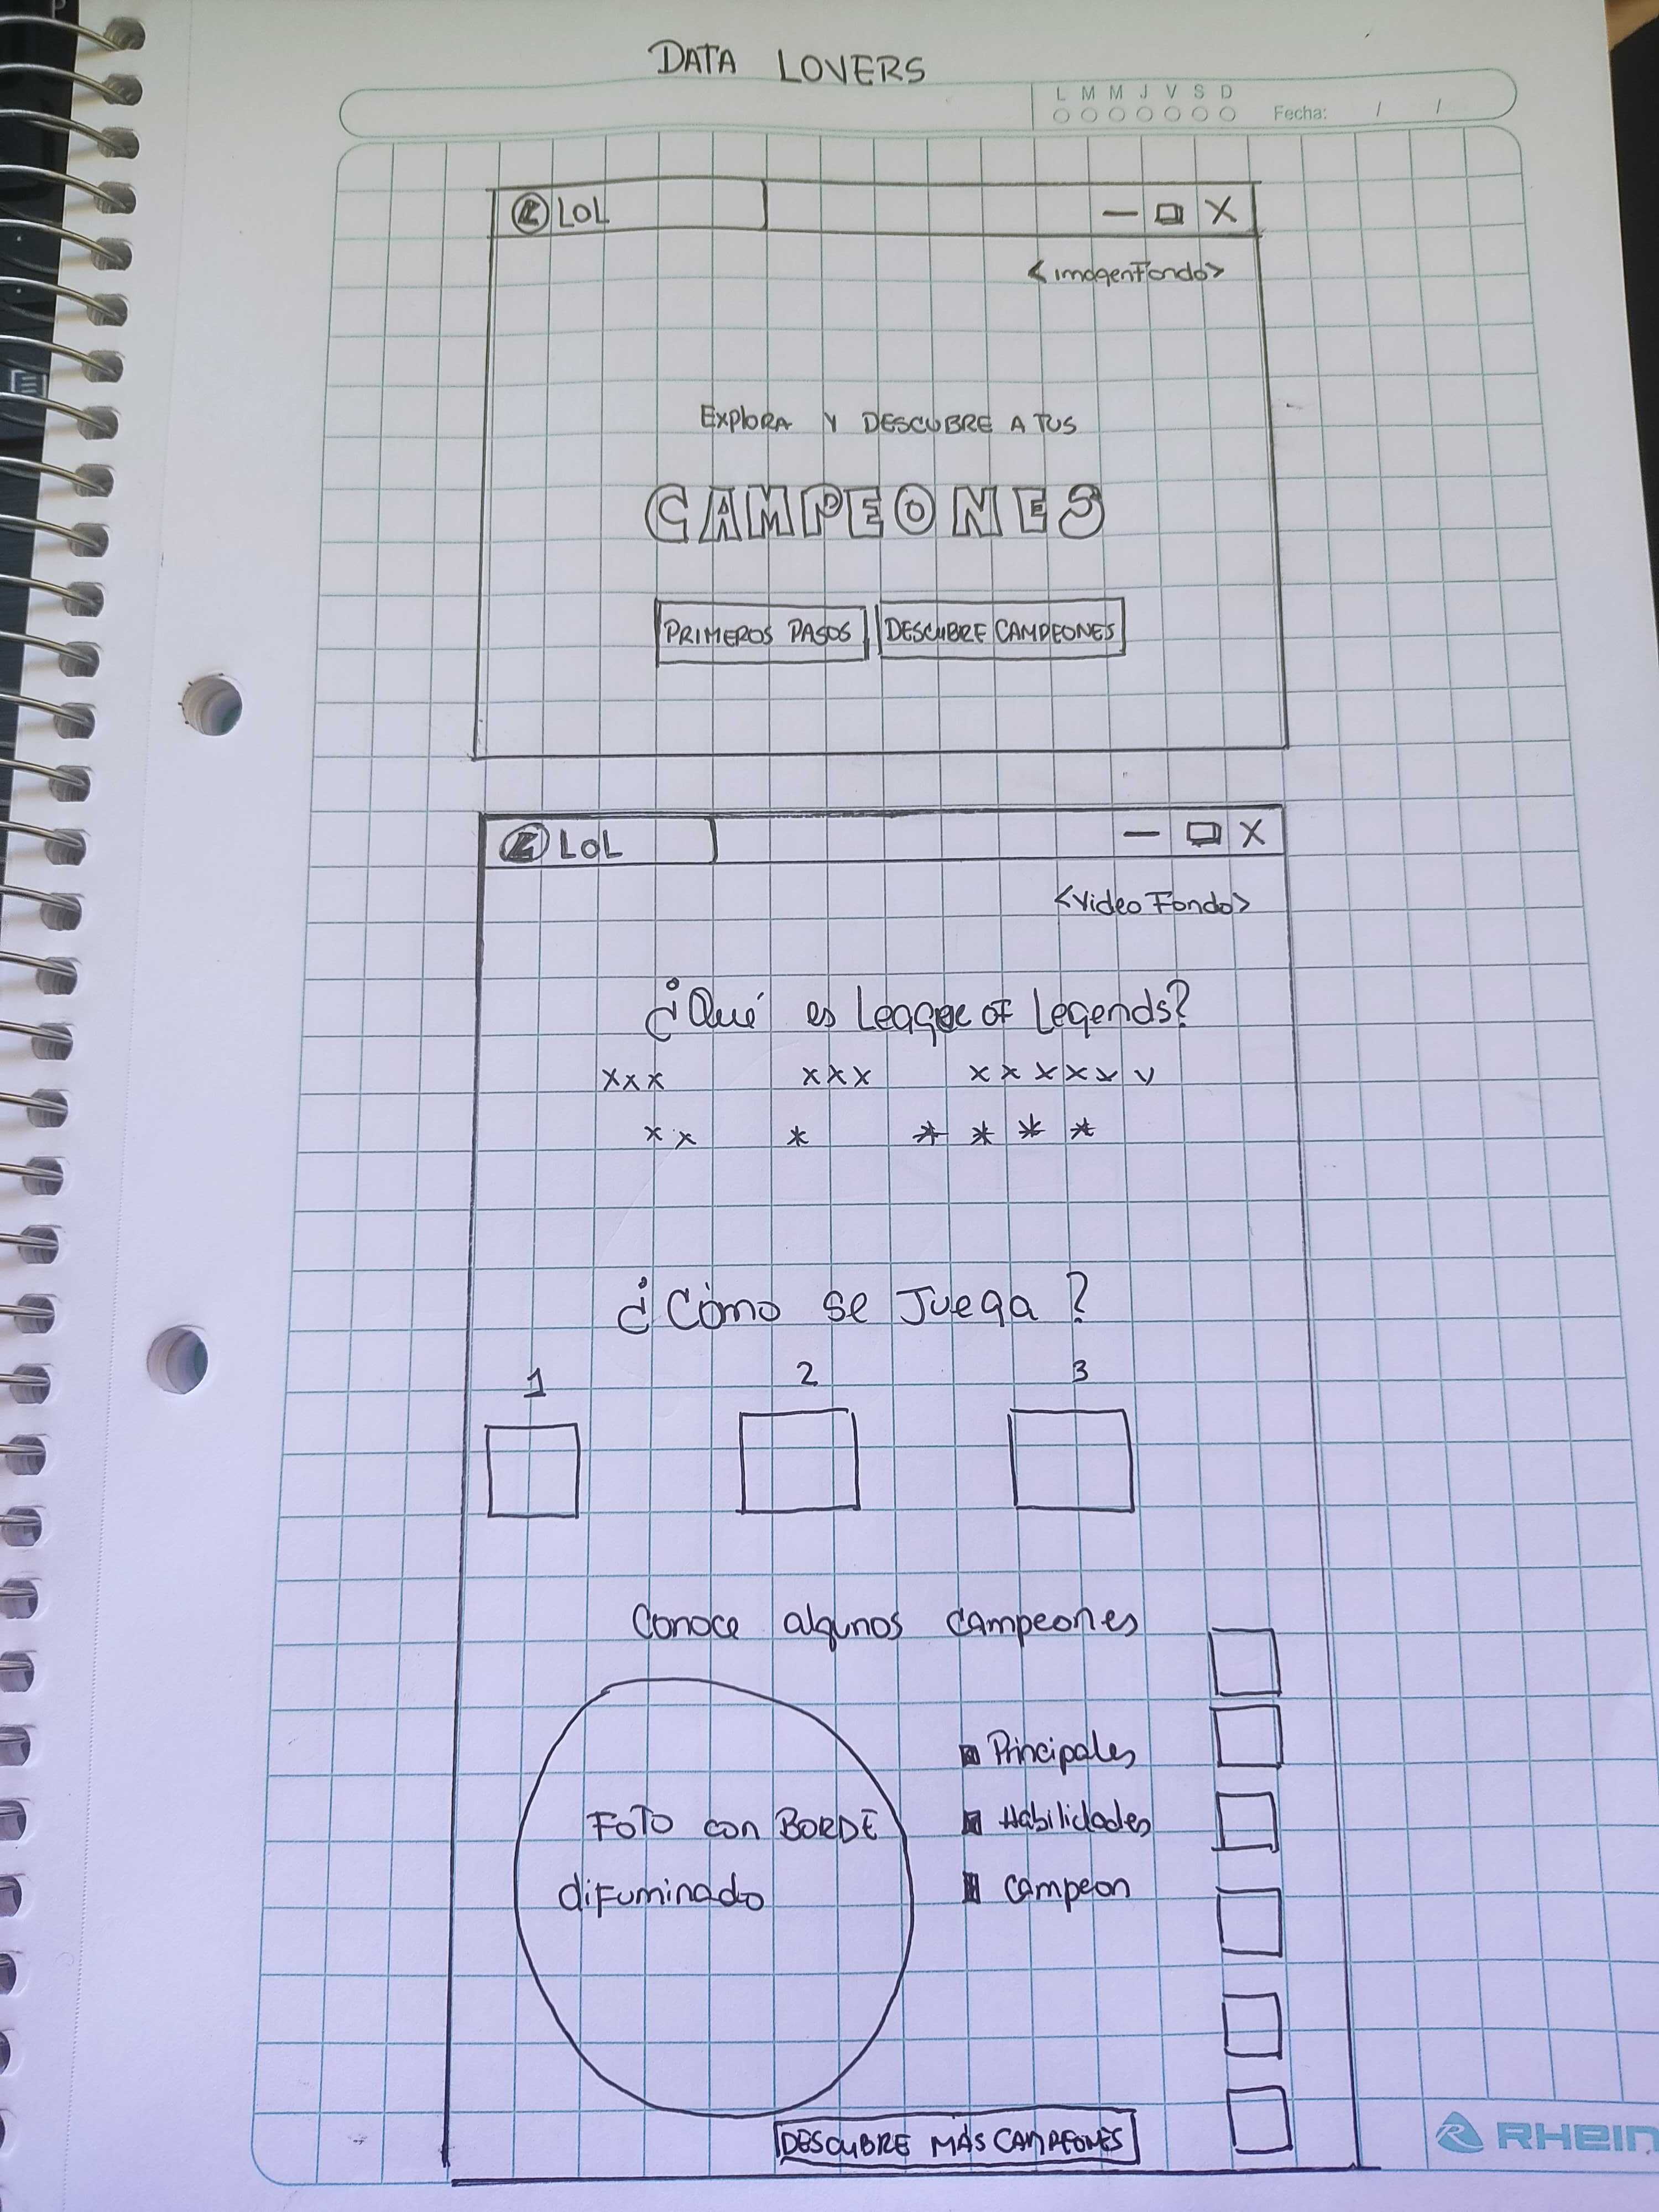 DATA LOVERS
L M M J V S D
Fecha: / /
LOL
<imagenFondo>
EXPLORA Y DESCUBRE A TUS
CAMPEONES
PRIMEROS PASOS
DESCUBRE CAMPEONES
LOL
<video Fondo>
¿Qué es League of Legends?
xxx xxx xxxxxv
xx * * * * *
¿Cómo se Juega?
1 2 3
Conoce algunos campeones
Principales
FOTO con BORDE
difuminado
Habilidades
campeon
DESCUBRE MÁS CAMPEONES
RHEIN